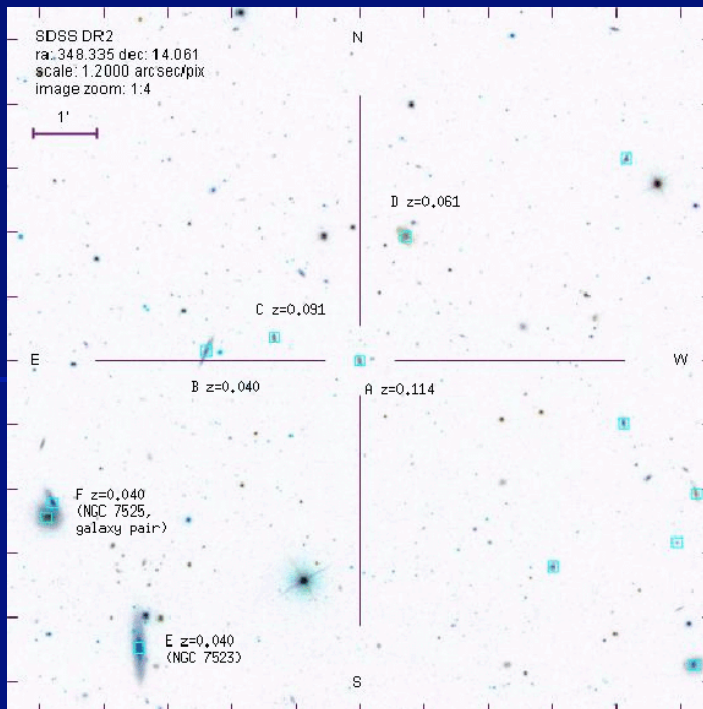 SDSS DR2
ra: 348.335 dec: 14.061
scale: 1.2000 arcsec/pix
image zoom: 1:4
1'
N
D z=0.061
C z=0.091
E
W
B z=0.040
A z=0.114
F z=0.040
(NGC 7525,
galaxy pair)
E z=0.040
(NGC 7523)
S